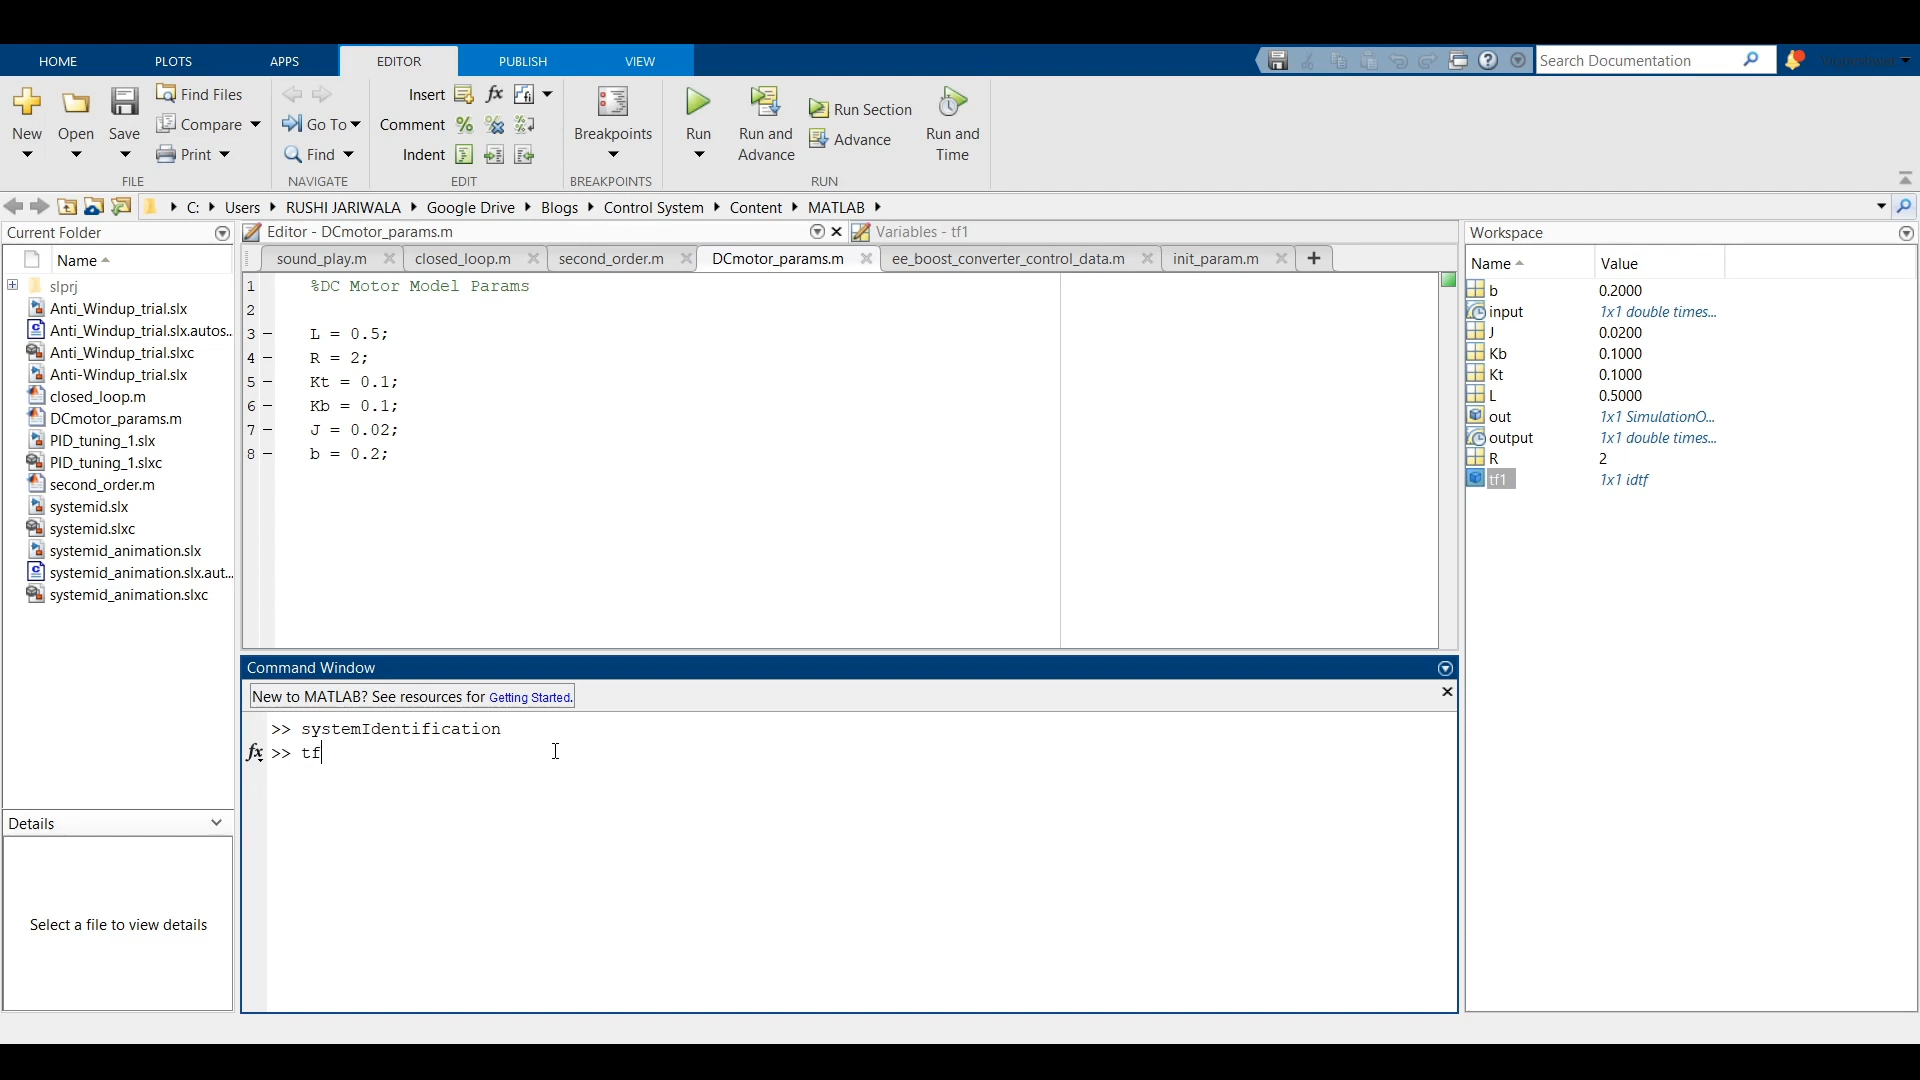 HOME PLOTS APPS EDITOR PUBLISH VIEW
Search Documentation
New
Open
Save
Find Files
Compare
Print
FILE
Go To
Find
NAVIGATE
Insert
Comment
Indent
EDIT
Breakpoints
BREAKPOINTS
Run
Run and
Advance
Run Section
Advance
Run and
Time
RUN
C: Users RUSHI JARIWALA Google Drive Blogs Control System Content MATLAB
Current Folder
Name
slprj
Anti_Windup_trial.slx
Anti_Windup_trial.slx.autos...
Anti_Windup_trial.slxc
Anti-Windup_trial.slx
closed_loop.m
DCmotor_params.m
PID_tuning_1.slx
PID_tuning_1.slxc
second_order.m
systemid.slx
systemid.slxc
systemid_animation.slx
systemid_animation.slx.aut...
systemid_animation.slxc
Details
Select a file to view details
Editor - DCmotor_params.m
Variables - tf1
sound_play.m closed_loop.m second_order.m DCmotor_params.m ee_boost_converter_control_data.m init_param.m +
1 %DC Motor Model Params
2
3 – L = 0.5;
4 – R = 2;
5 – Kt = 0.1;
6 – Kb = 0.1;
7 – J = 0.02;
8 – b = 0.2;
Command Window
New to MATLAB? See resources for Getting Started.
>> systemIdentification
fx >> tf
Workspace
Name Value
b 0.2000
input 1x1 double times...
J 0.0200
Kb 0.1000
Kt 0.1000
L 0.5000
out 1x1 SimulationO...
output 1x1 double times...
R 2
tf1 1x1 idtf